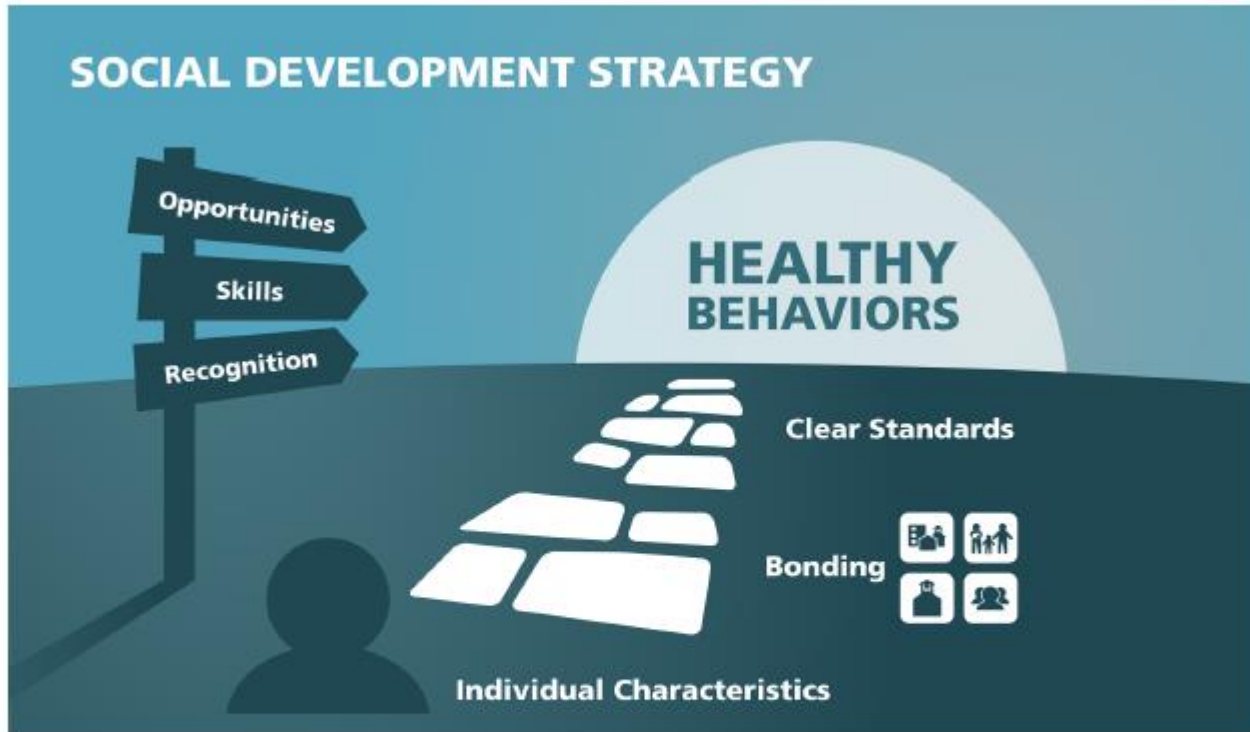 SOCIAL DEVELOPMENT STRATEGY
Opportunities
Skills
Recognition
HEALTHY
BEHAVIORS
Clear Standards
Bonding
Individual Characteristics